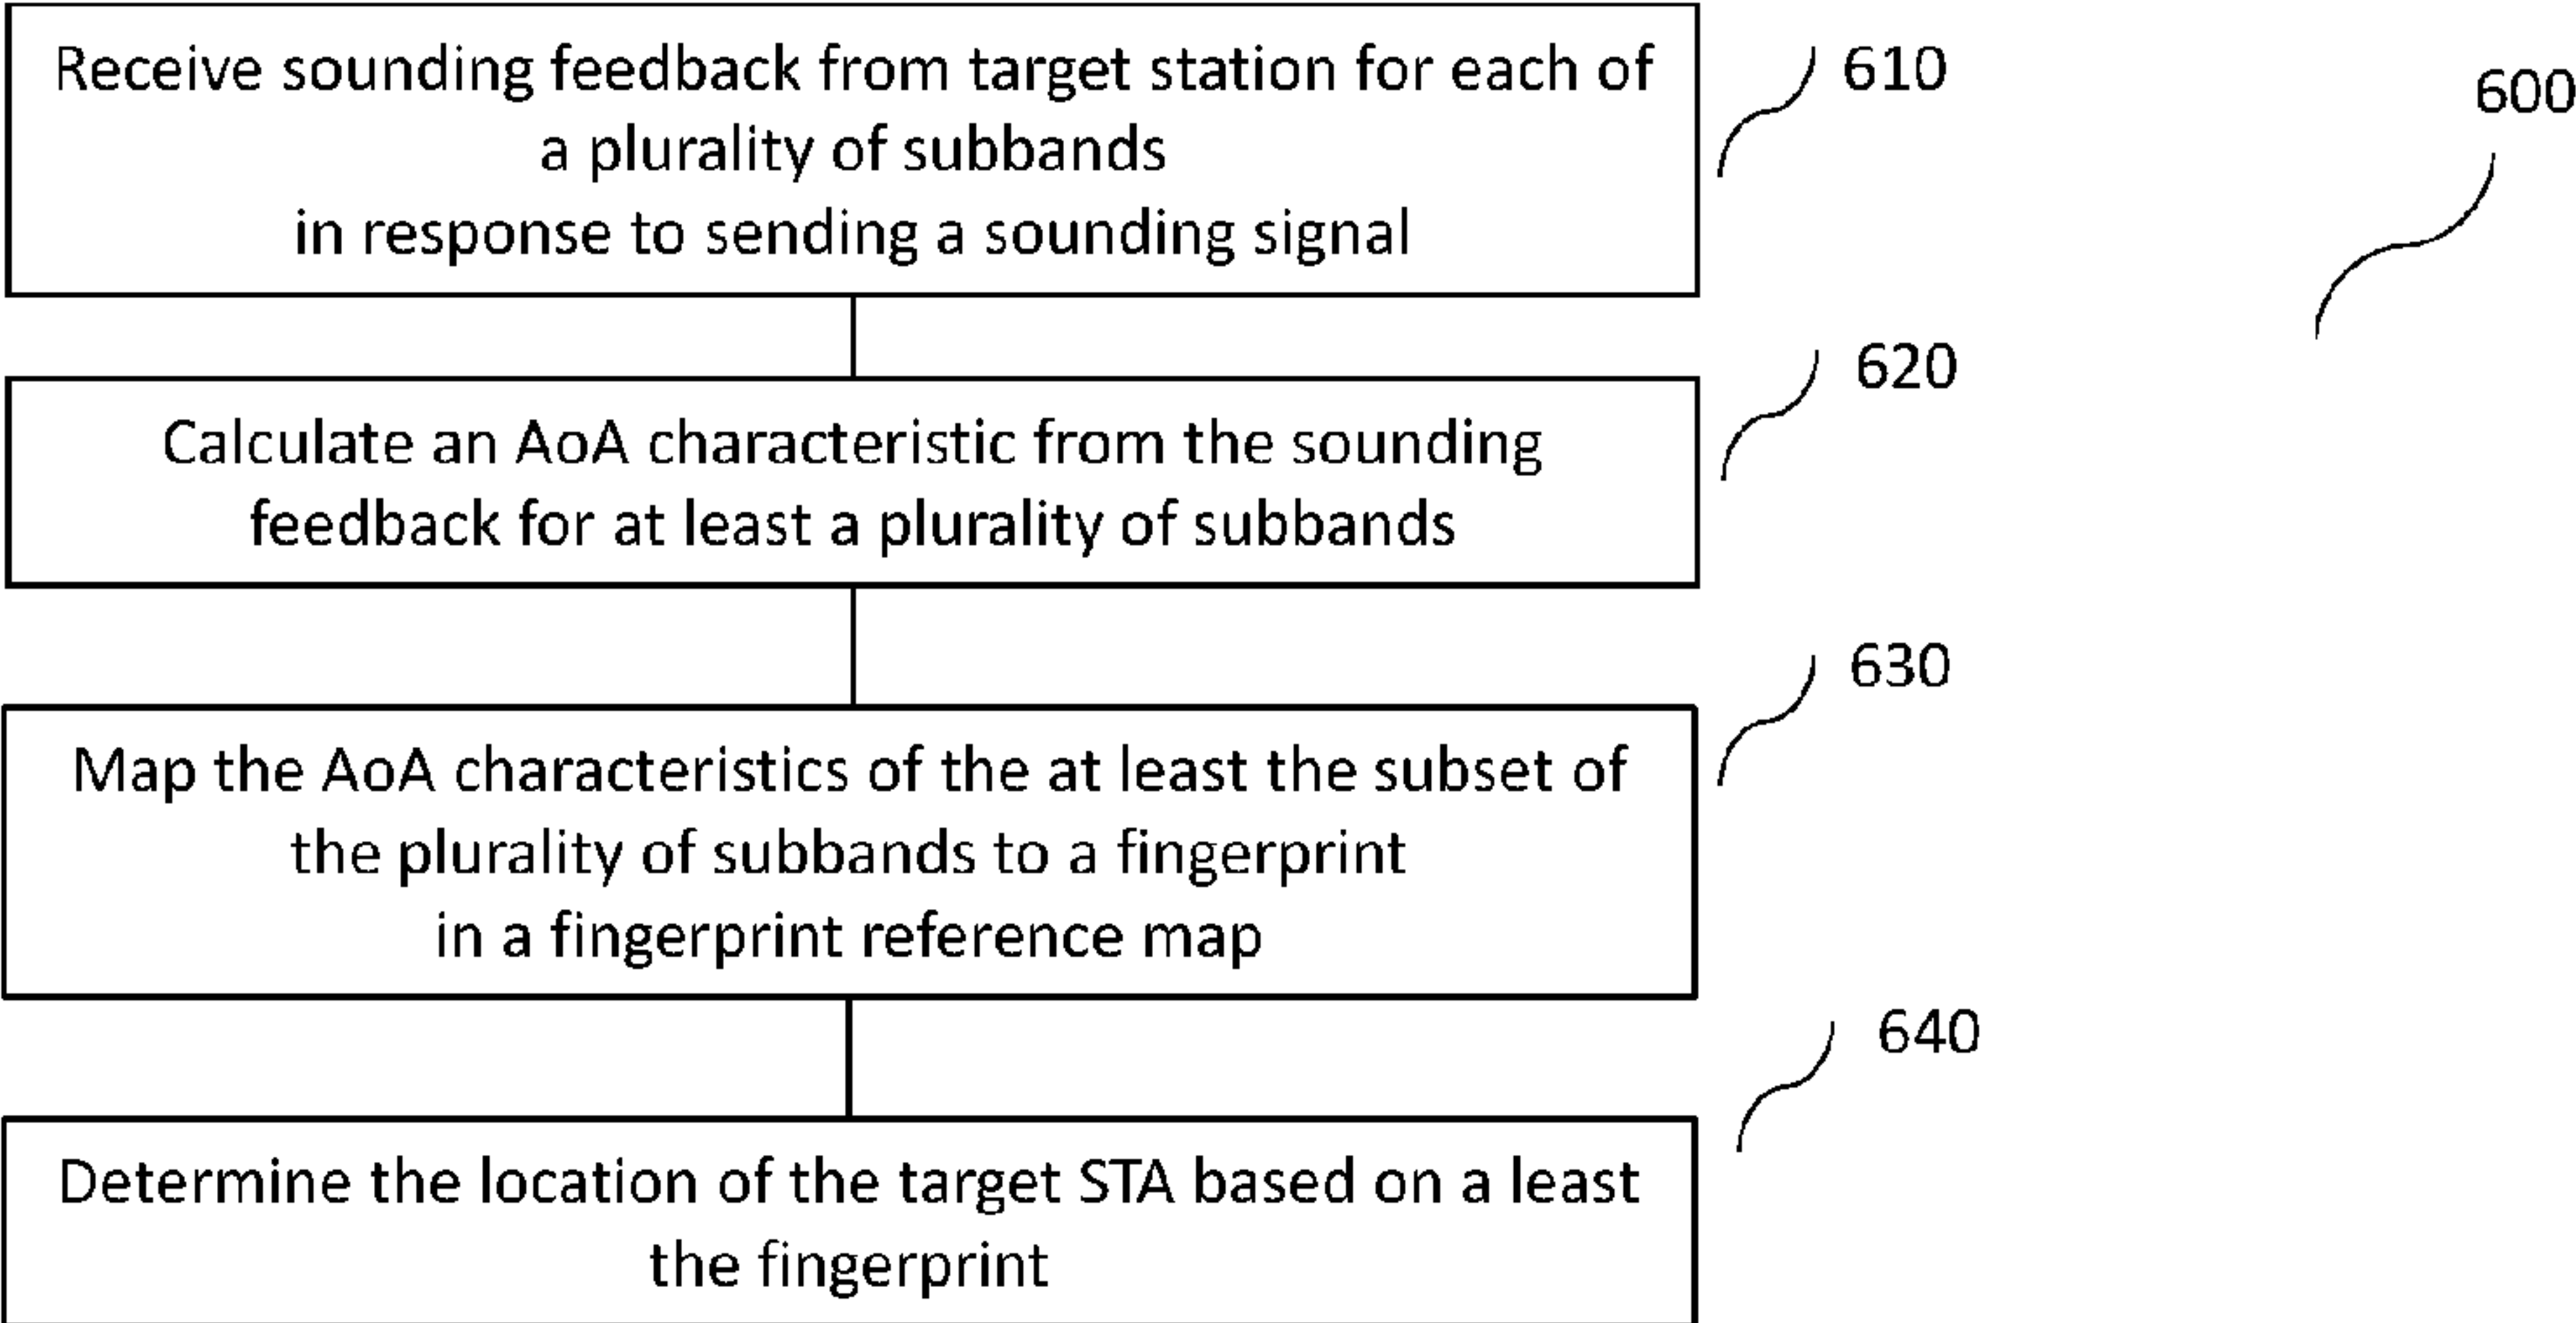 Receive sounding feedback from target station for each of
a plurality of subbands
in response to sending a sounding signal
610
600
Calculate an AoA characteristic from the sounding
feedback for at least a plurality of subbands
620
Map the AoA characteristics of the at least the subset of
the plurality of subbands to a fingerprint
in a fingerprint reference map
630
Determine the location of the target STA based on a least
the fingerprint
640